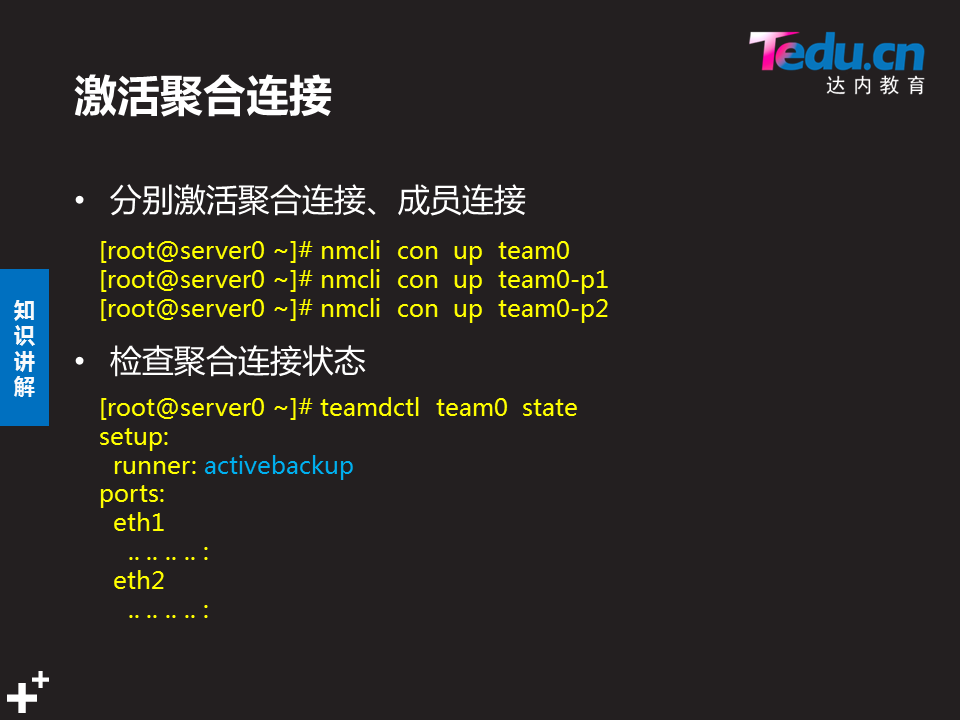 Tedu.cn
达内教育
激活聚合连接
• 分别激活聚合连接、成员连接
[root@server0 ~]# nmcli con up team0
[root@server0 ~]# nmcli con up team0-p1
[root@server0 ~]# nmcli con up team0-p2
知识讲解
• 检查聚合连接状态
[root@server0 ~]# teamdctl team0 state
setup:
runner: activebackup
ports:
eth1
.. .. .. .. :
eth2
.. .. .. .. :